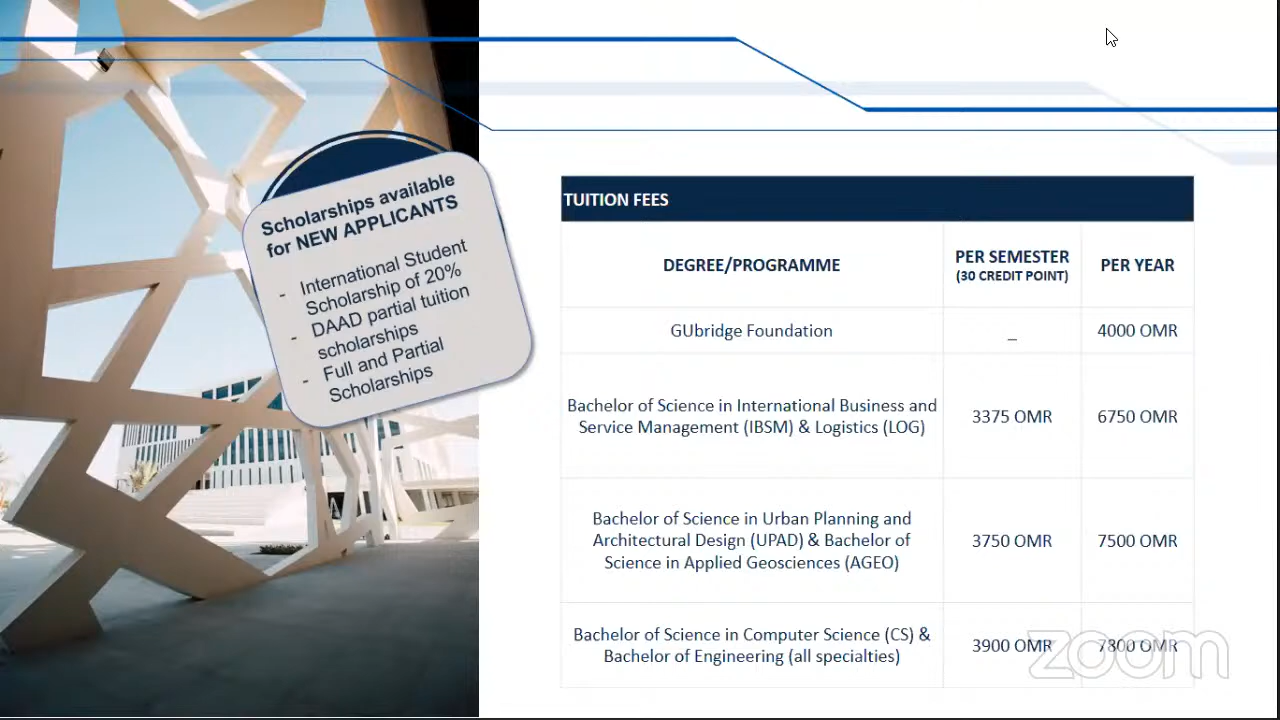 Scholarships available
for NEW APPLICANTS
- International Student
Scholarship of 20%
- DAAD partial tuition
scholarships
- Full and Partial
Scholarships
TUITION FEES
DEGREE/PROGRAMME
PER SEMESTER
(30 CREDIT POINT)
PER YEAR
GUbridge Foundation
_
4000 OMR
Bachelor of Science in International Business and
Service Management (IBSM) & Logistics (LOG)
3375 OMR
6750 OMR
Bachelor of Science in Urban Planning and
Architectural Design (UPAD) & Bachelor of
Science in Applied Geosciences (AGEO)
3750 OMR
7500 OMR
Bachelor of Science in Computer Science (CS) &
Bachelor of Engineering (all specialties)
3900 OMR
7800 OMR
zoom